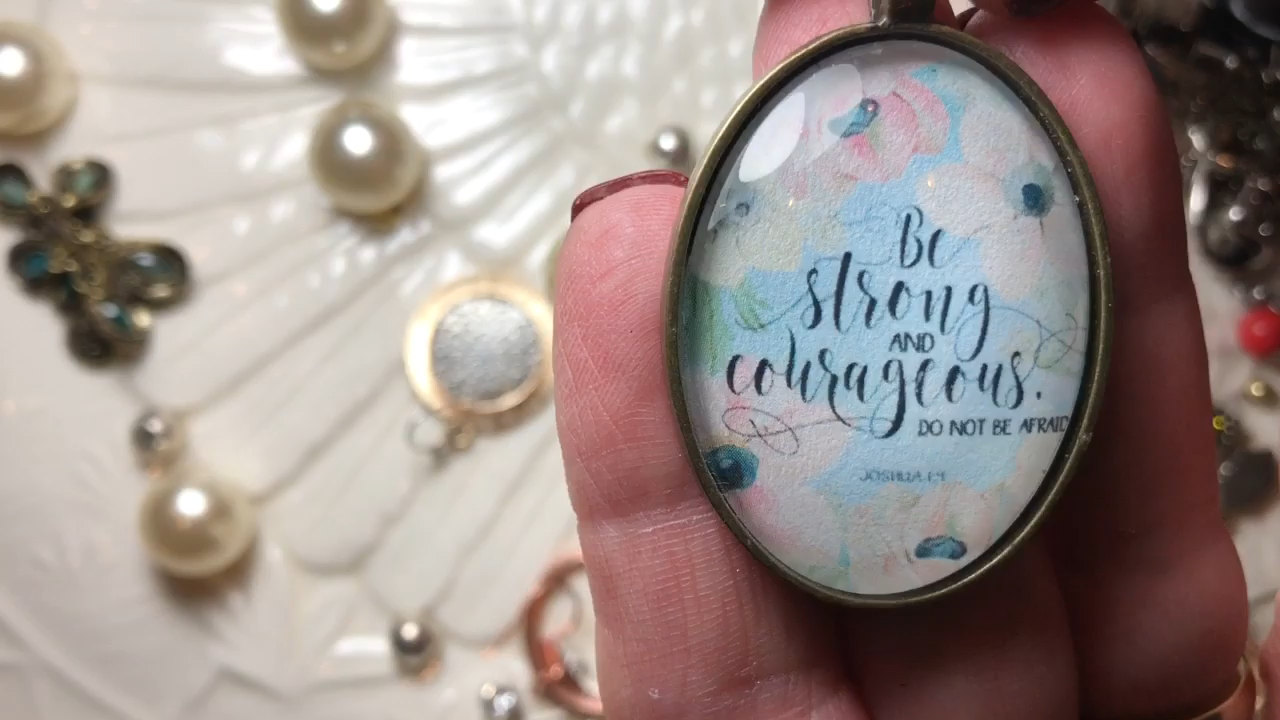 Be
strong
AND
courageous.
DO NOT BE AFRAID
JOSHUA 1:9